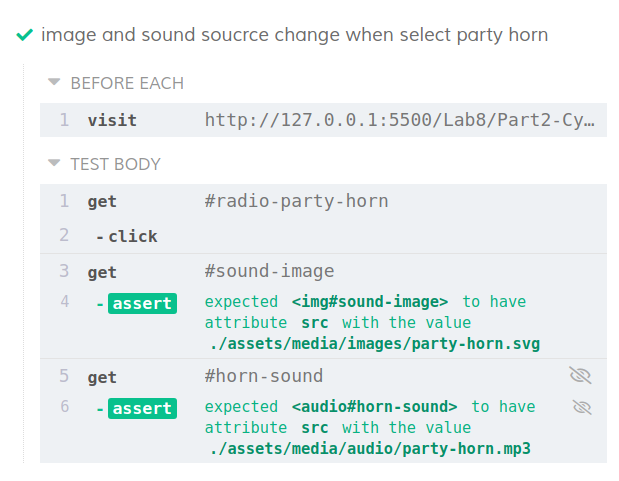 image and sound soucrce change when select party horn
BEFORE EACH
1 visit http://127.0.0.1:5500/Lab8/Part2-Cy…
TEST BODY
1 get #radio-party-horn
2 -click
3 get #sound-image
4 -assert expected <img#sound-image> to have
attribute src with the value
./assets/media/images/party-horn.svg
5 get #horn-sound
6 -assert expected <audio#horn-sound> to have
attribute src with the value
./assets/media/audio/party-horn.mp3